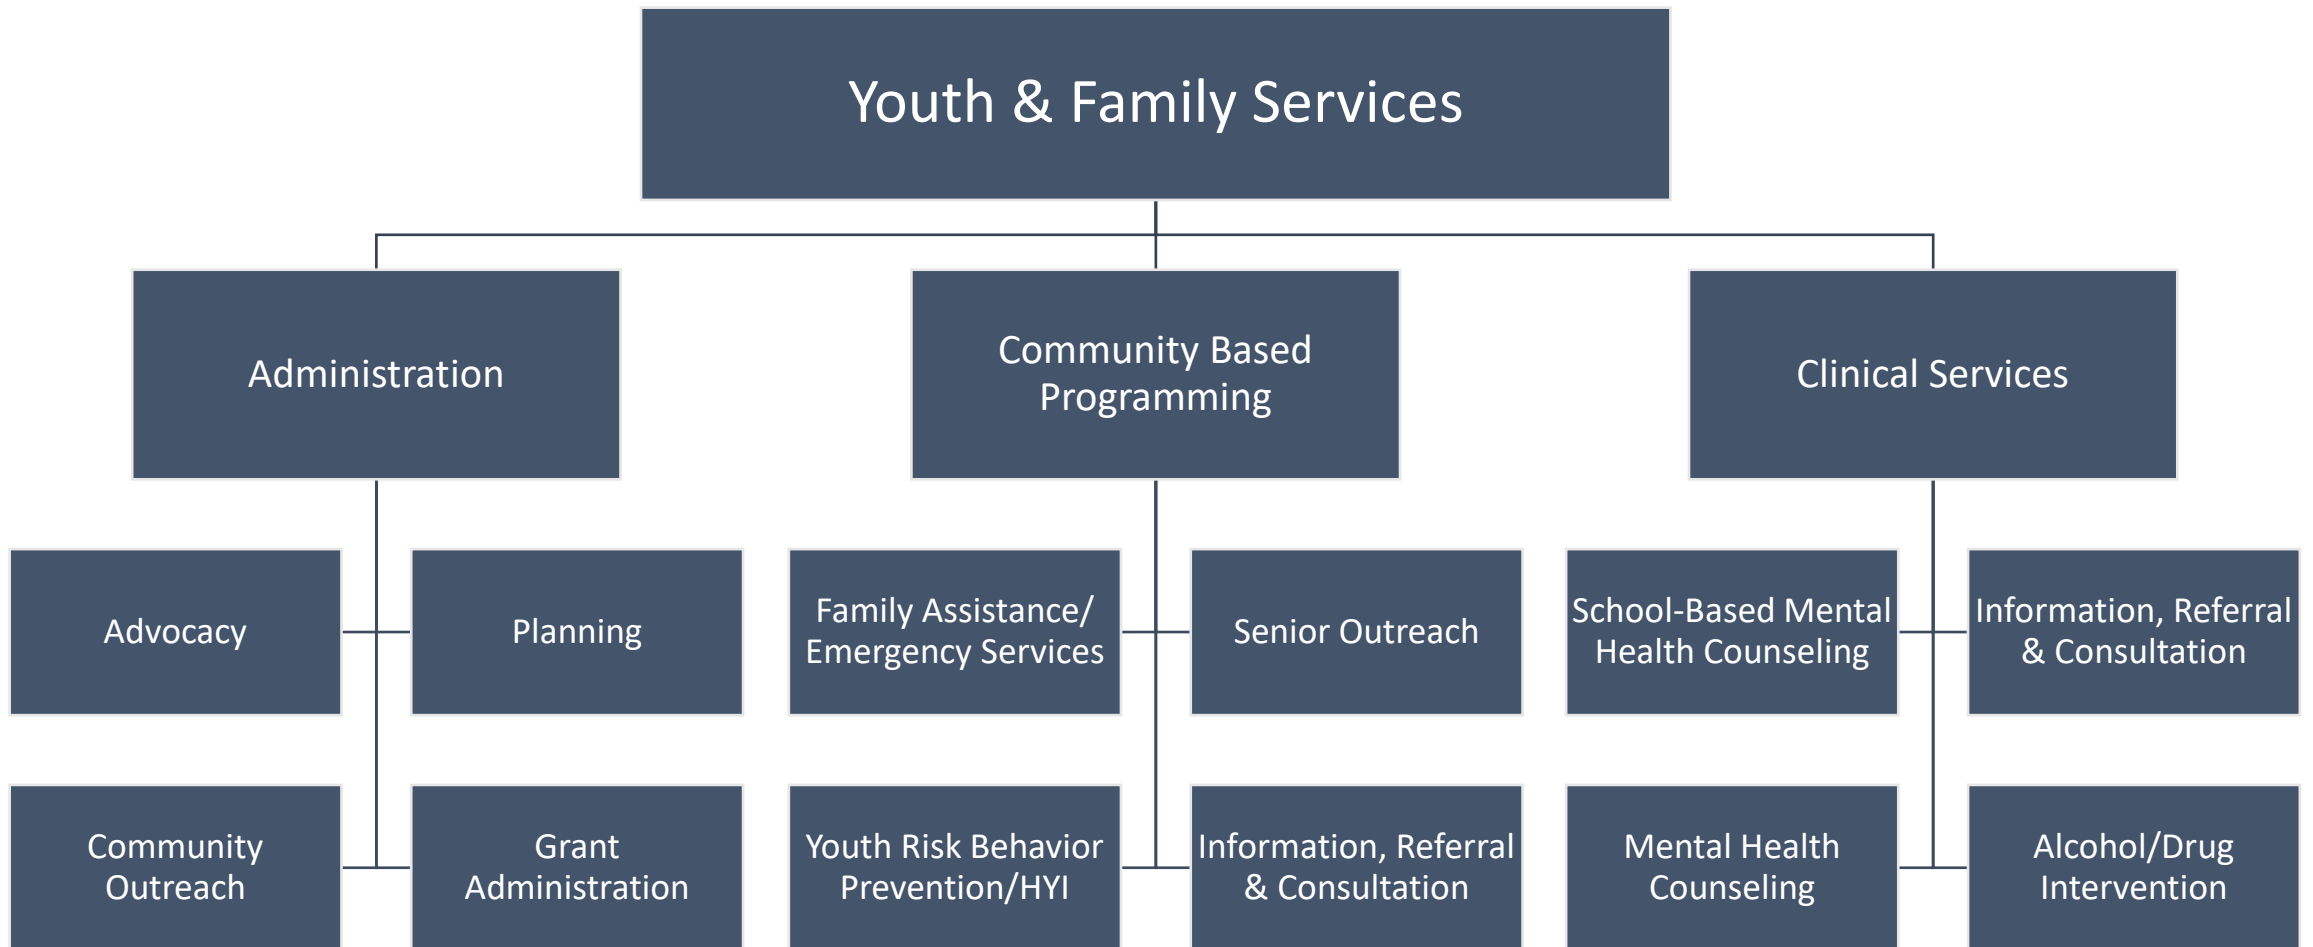 Youth & Family Services
Administration
Community Based
Programming
Clinical Services
Advocacy
Planning
Family Assistance/
Emergency Services
Senior Outreach
School-Based Mental
Health Counseling
Information, Referral
& Consultation
Community
Outreach
Grant
Administration
Youth Risk Behavior
Prevention/HYI
Information, Referral
& Consultation
Mental Health
Counseling
Alcohol/Drug
Intervention